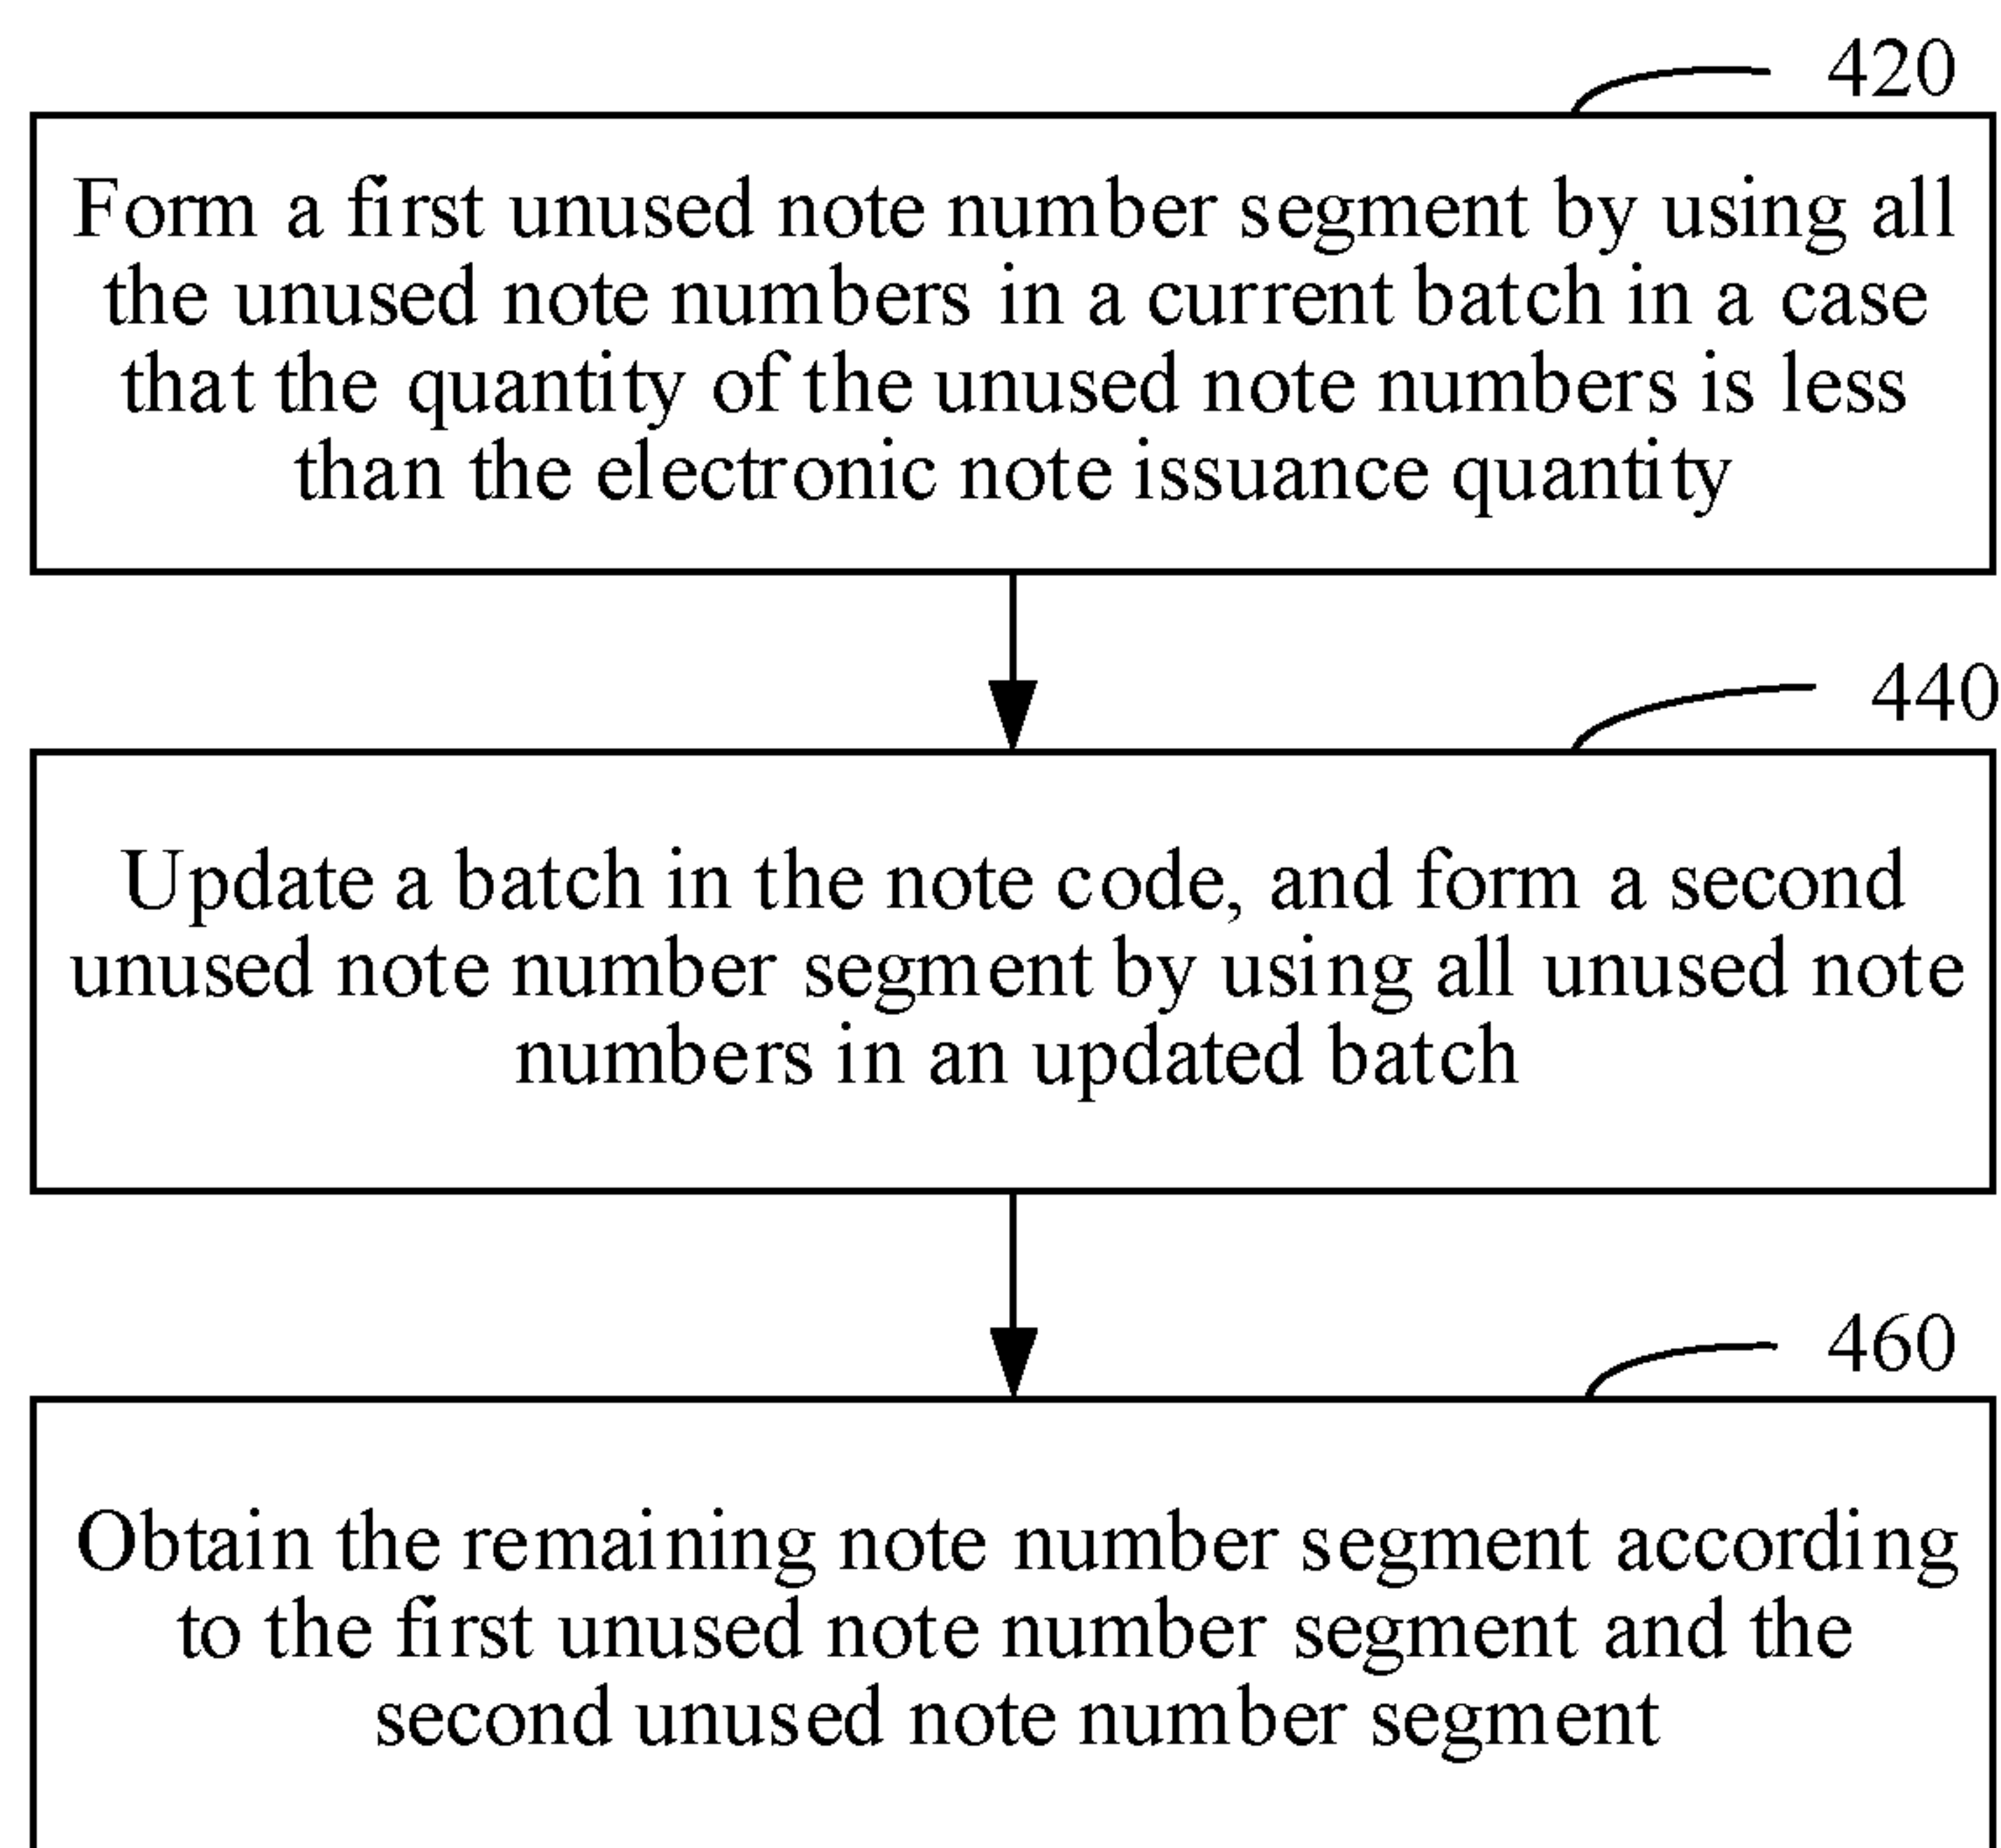 420
Form a first unused note number segment by using all
the unused note numbers in a current batch in a case
that the quantity of the unused note numbers is less
than the electronic note issuance quantity
440
Update a batch in the note code, and form a second
unused note number segment by using all unused note
numbers in an updated batch
460
Obtain the remaining note number segment according
to the first unused note number segment and the
second unused note number segment